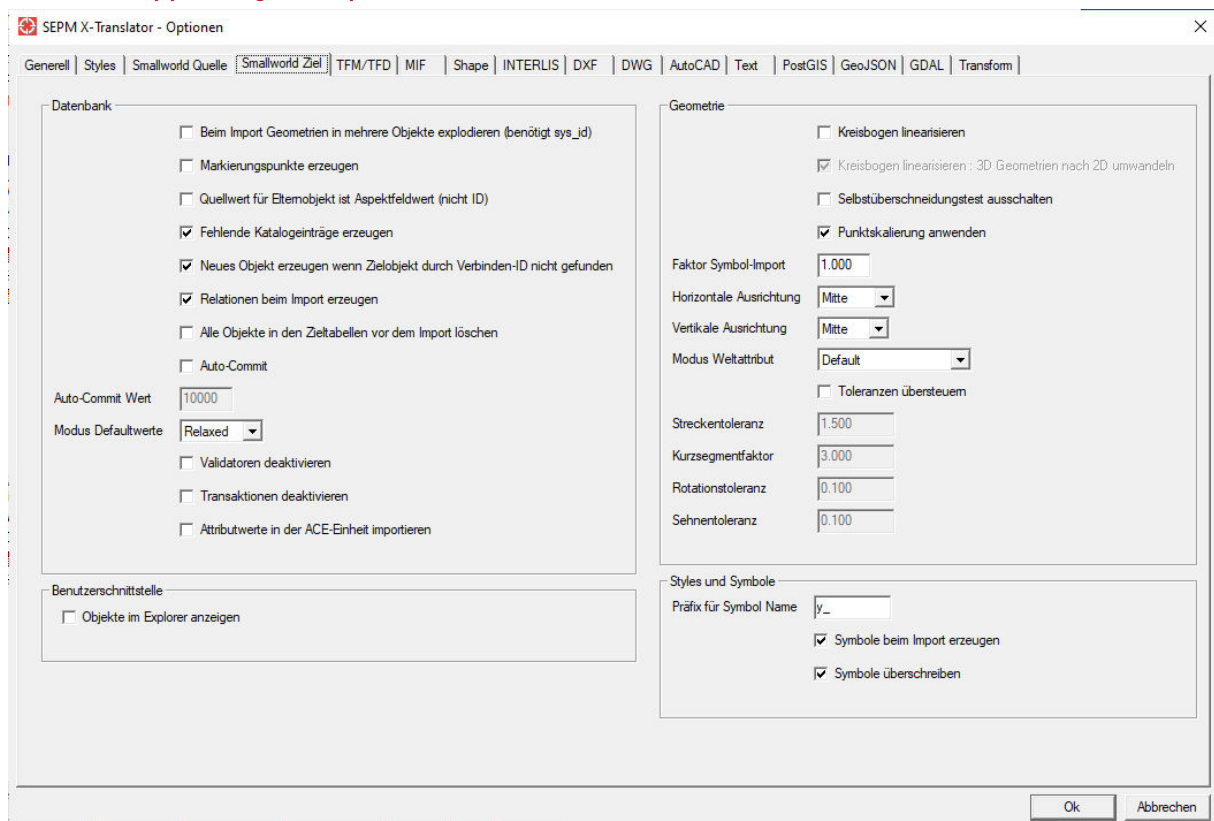 SEPM X-Translator - Optionen
Generell Styles Smallworld Quelle Smallworld Ziel TFM/TFD MIF Shape INTERLIS DXF DWG AutoCAD Text PostGIS GeoJSON GDAL Transform
Datenbank
Beim Import Geometrien in mehrere Objekte explodieren (benötigt sys_id)
Markierungspunkte erzeugen
Quellwert für Elternobjekt ist Aspektfeldwert (nicht ID)
Fehlende Katalogeinträge erzeugen
Neues Objekt erzeugen wenn Zielobjekt durch Verbinden-ID nicht gefunden
Relationen beim Import erzeugen
Alle Objekte in den Zieltabellen vor dem Import löschen
Auto-Commit
Auto-Commit Wert 10000
Modus Defaultwerte Relaxed
Validatoren deaktivieren
Transaktionen deaktivieren
Attributwerte in der ACE-Einheit importieren
Benutzerschnittstelle
Objekte im Explorer anzeigen
Geometrie
Kreisbogen linearisieren
Kreisbogen linearisieren : 3D Geometrien nach 2D umwandeln
Selbstüberschneidungstest ausschalten
Punktskalierung anwenden
Faktor Symbol-Import 1.000
Horizontale Ausrichtung Mitte
Vertikale Ausrichtung Mitte
Modus Weltattribut Default
Toleranzen übersteuern
Streckentoleranz 1.500
Kurzsegmentfaktor 3.000
Rotationstoleranz 0.100
Sehnentoleranz 0.100
Styles und Symbole
Präfix für Symbol Name y_
Symbole beim Import erzeugen
Symbole überschreiben
Ok Abbrechen